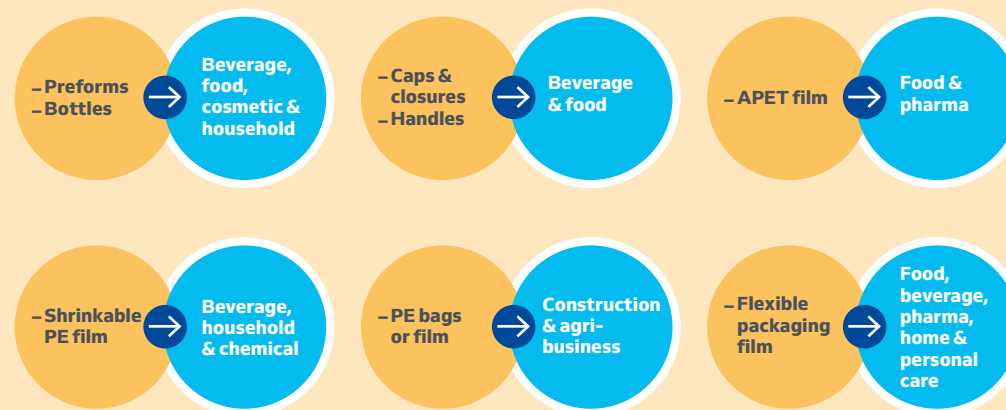 – Preforms
– Bottles
Beverage,
food,
cosmetic &
household
– Caps &
closures
– Handles
Beverage
& food
– APET film
Food &
pharma
– Shrinkable
PE film
Beverage,
household
& chemical
– PE bags
or film
Construction
& agri-
business
– Flexible
packaging
film
Food,
beverage,
pharma,
home &
personal
care